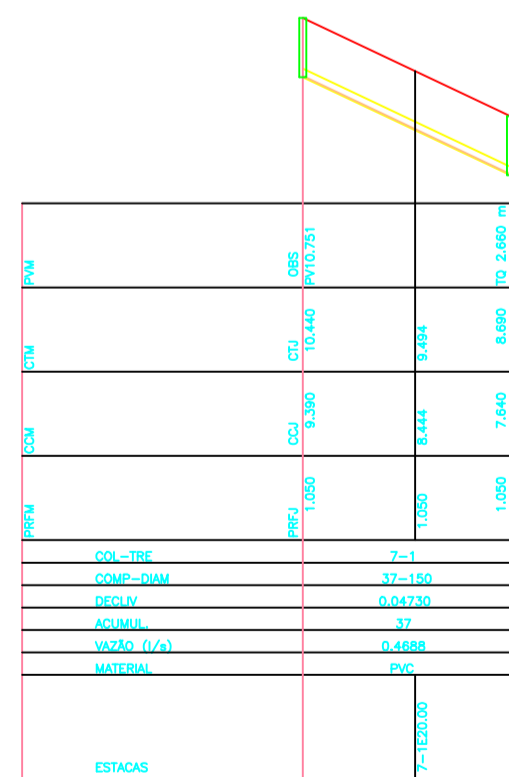 PVM OBS PV10.751 TQ 2.660 m
CTM CTJ 10.440 9.494 8.690
CCM CCJ 9.390 8.444 7.640
PRFM PRFJ 1.050 1.050 1.050
COL-TRE 7-1
COMP-DIAM 37-150
DECLIV 0.04730
ACUMUL. 37
VAZÃO (l/s) 0.4688
MATERIAL PVC
ESTACAS 7-1E20.00